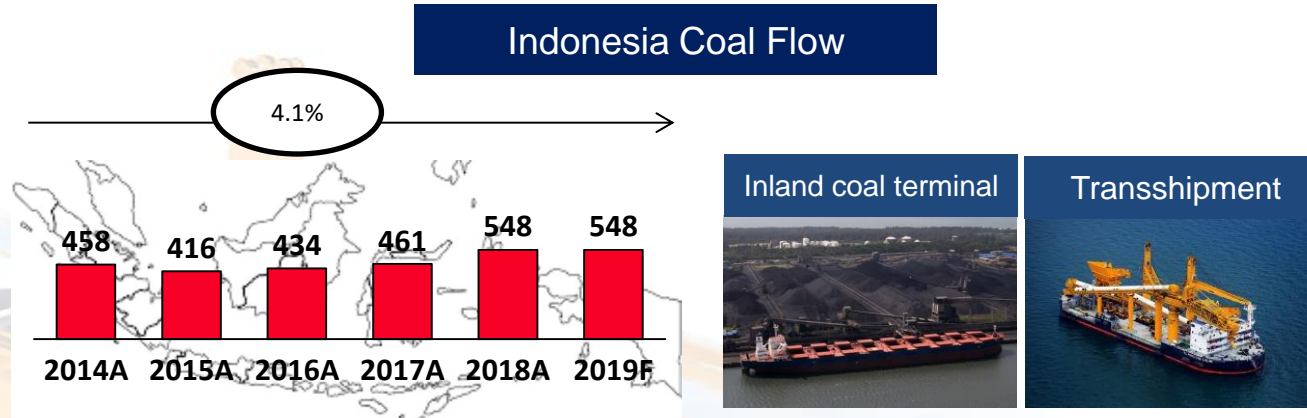 Indonesia Coal Flow
4.1%
458 416 434 461 548 548
2014A 2015A 2016A 2017A 2018A 2019F
Inland coal terminal
Transshipment